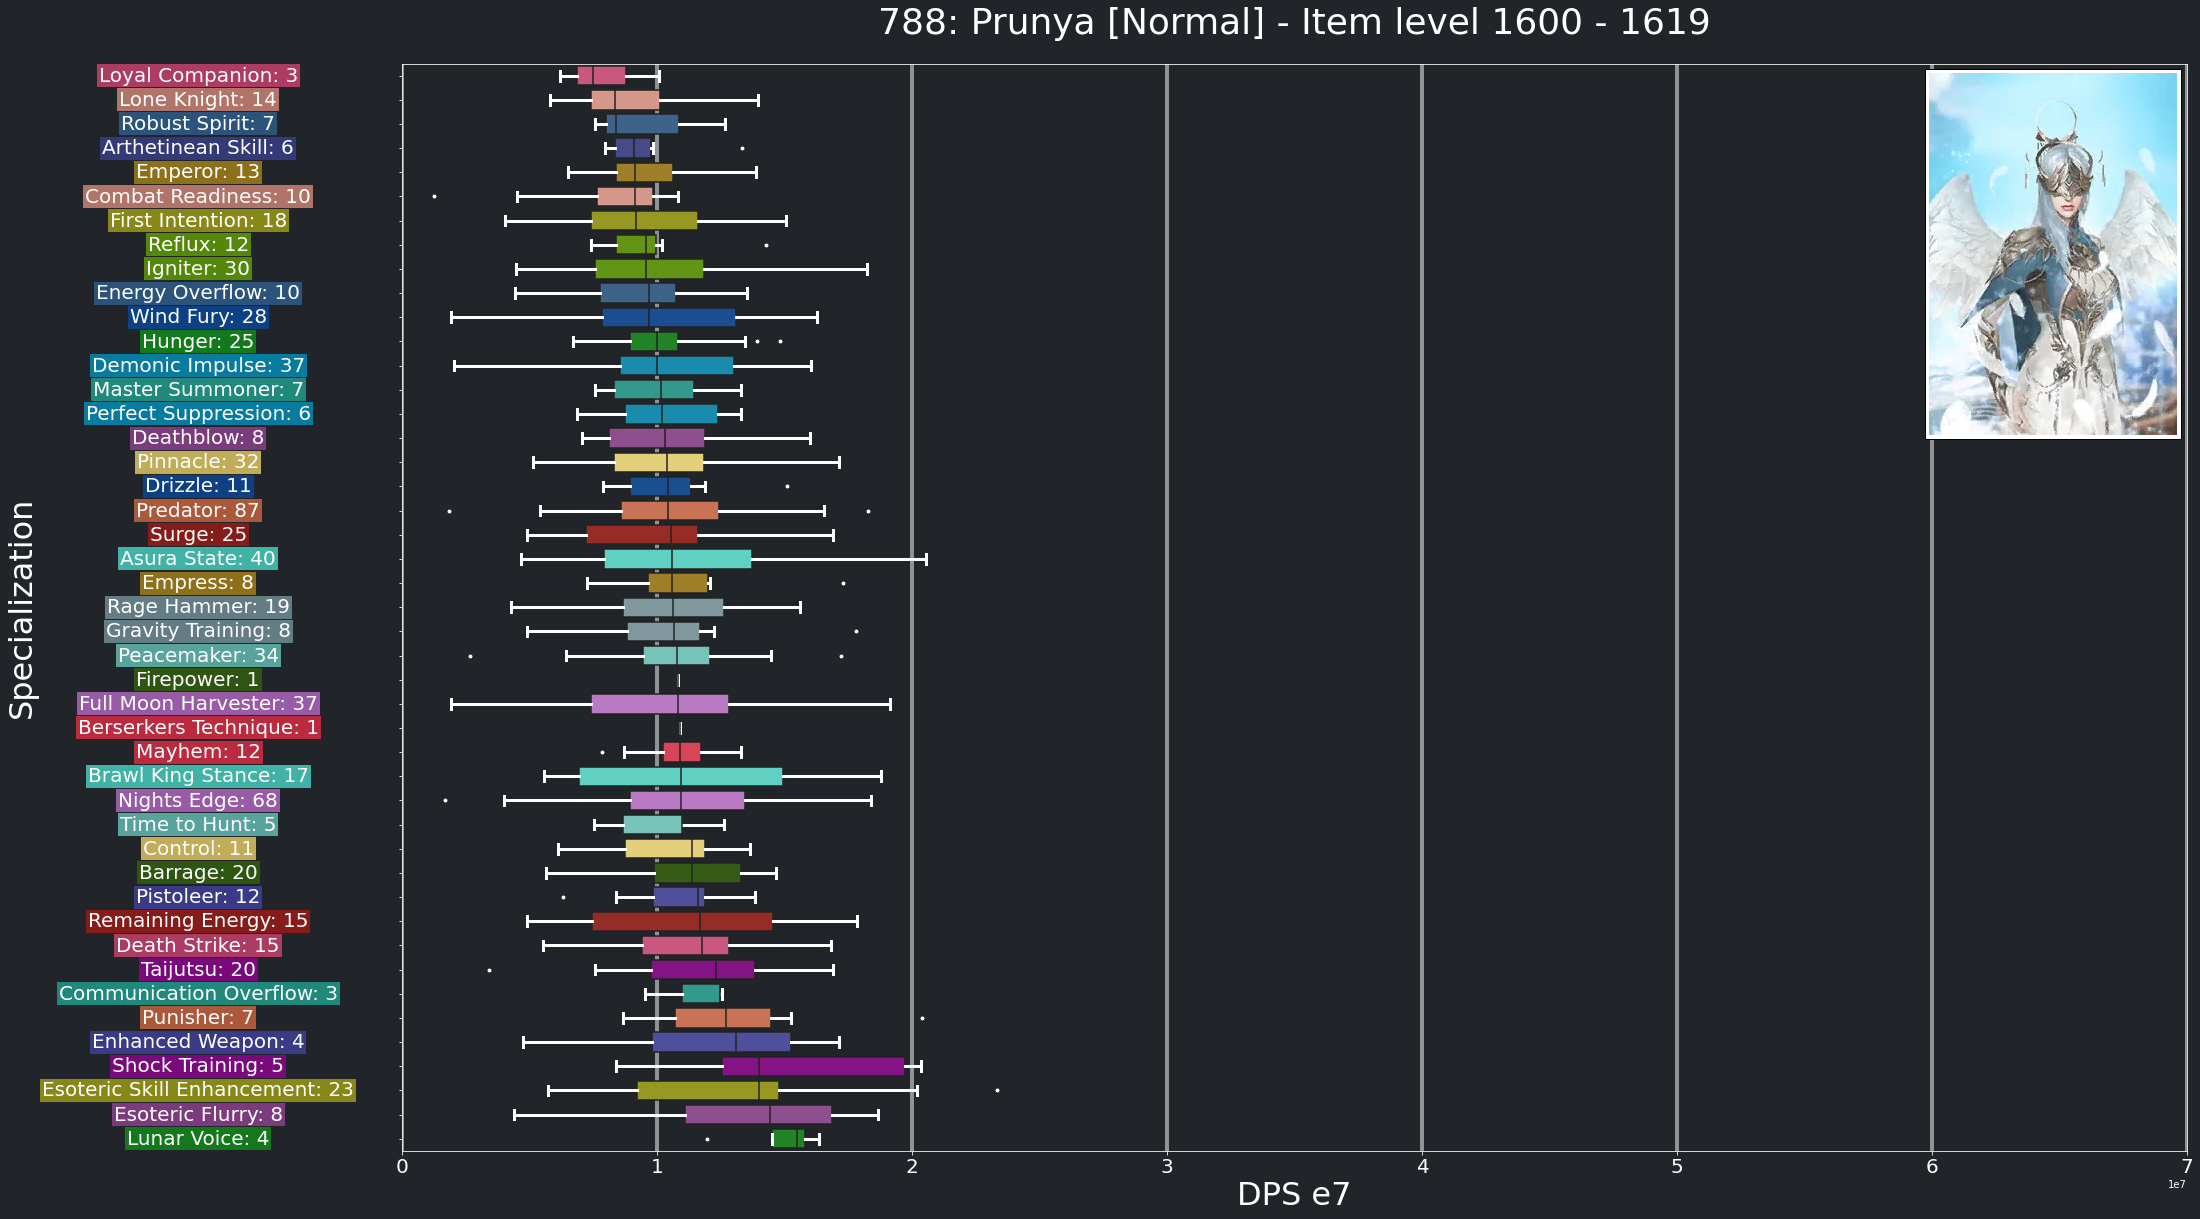 788: Prunya [Normal] - Item level 1600 - 1619
Specialization
Loyal Companion: 3
Lone Knight: 14
Robust Spirit: 7
Arthetinean Skill: 6
Emperor: 13
Combat Readiness: 10
First Intention: 18
Reflux: 12
Igniter: 30
Energy Overflow: 10
Wind Fury: 28
Hunger: 25
Demonic Impulse: 37
Master Summoner: 7
Perfect Suppression: 6
Deathblow: 8
Pinnacle: 32
Drizzle: 11
Predator: 87
Surge: 25
Asura State: 40
Empress: 8
Rage Hammer: 19
Gravity Training: 8
Peacemaker: 34
Firepower: 1
Full Moon Harvester: 37
Berserkers Technique: 1
Mayhem: 12
Brawl King Stance: 17
Nights Edge: 68
Time to Hunt: 5
Control: 11
Barrage: 20
Pistoleer: 12
Remaining Energy: 15
Death Strike: 15
Taijutsu: 20
Communication Overflow: 3
Punisher: 7
Enhanced Weapon: 4
Shock Training: 5
Esoteric Skill Enhancement: 23
Esoteric Flurry: 8
Lunar Voice: 4
0 1 2 3 4 5 6 7
1e7
DPS e7